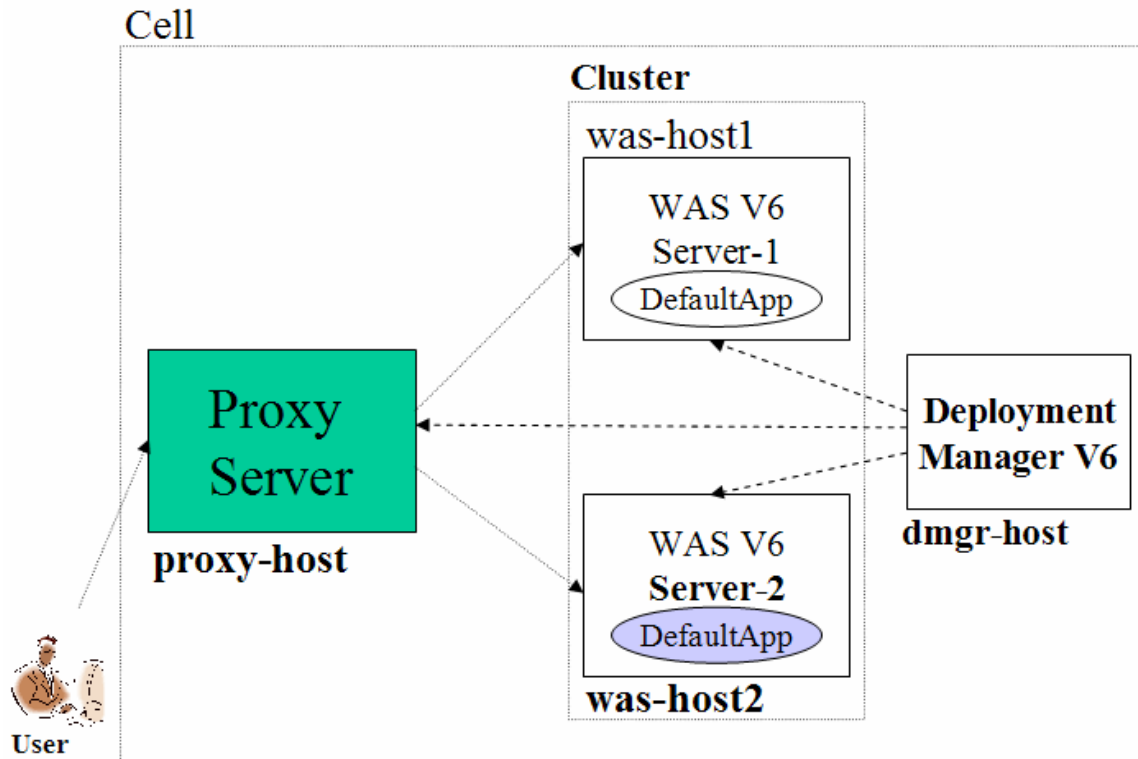 Cell
Cluster
was-host1
WAS V6
Server-1
DefaultApp
Proxy
Server
proxy-host
Deployment
Manager V6
dmgr-host
WAS V6
Server-2
DefaultApp
was-host2
User